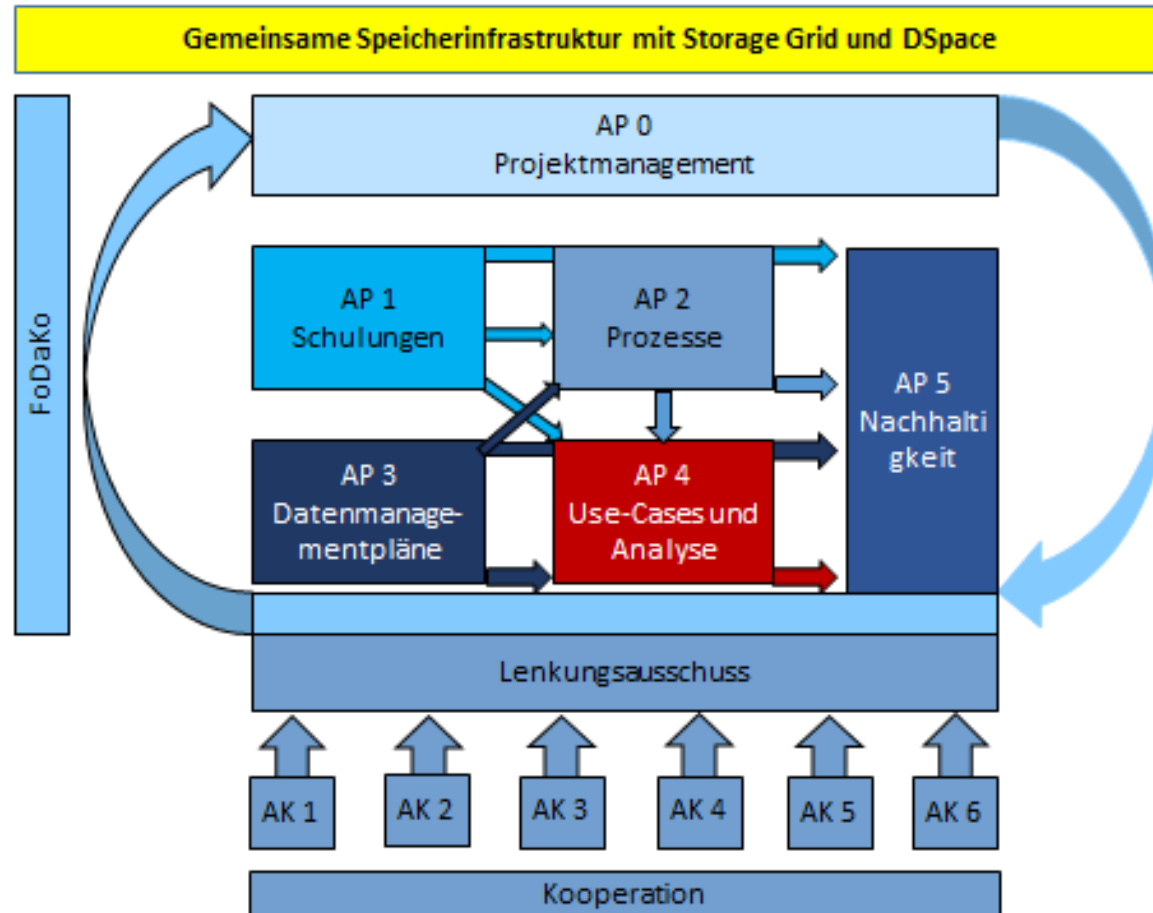 Gemeinsame Speicherinfrastruktur mit Storage Grid und DSpace
FoDaKo
AP 0
Projektmanagement
AP 1
Schulungen
AP 2
Prozesse
AP 3
Datenmanage-
mentpläne
AP 4
Use-Cases und
Analyse
AP 5
Nachhalti
gkeit
Lenkungsausschuss
AK 1
AK 2
AK 3
AK 4
AK 5
AK 6
Kooperation